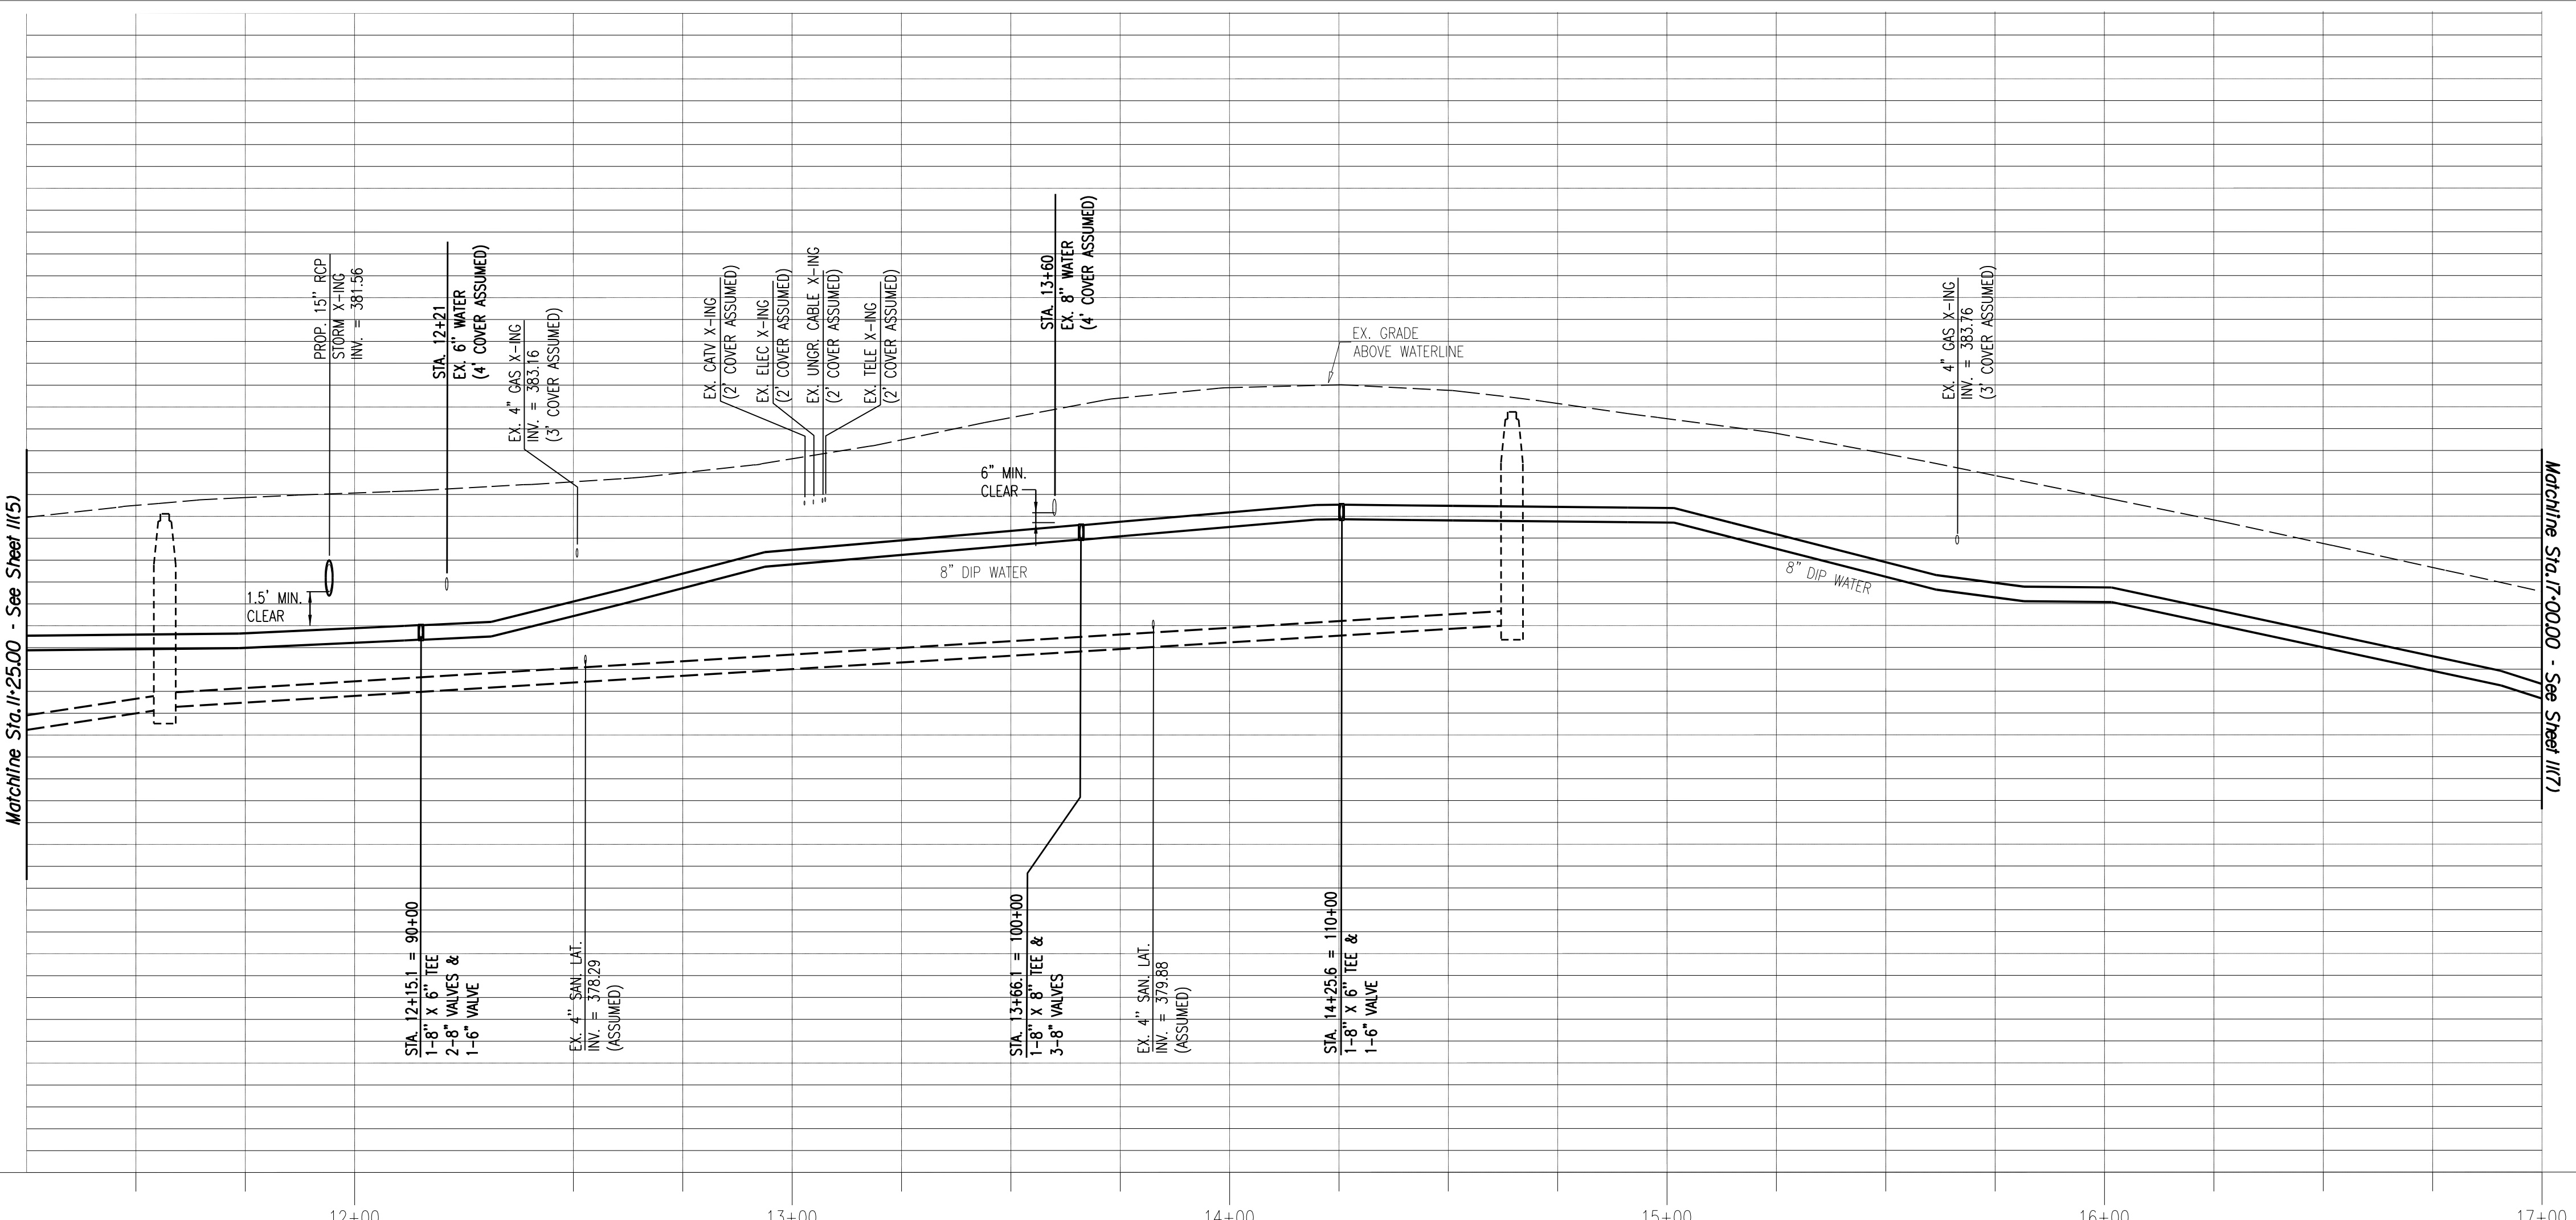 Matchline Sta.11+25.00 - See Sheet 11(5)
PROP. 15" RCP
STORM X-ING
INV. = 381.56
STA. 12+21
EX. 6" WATER
(4' COVER ASSUMED)
EX. 4" GAS X-ING
INV. = 383.16
(3' COVER ASSUMED)
EX. CATV X-ING
(2' COVER ASSUMED)
EX. ELEC X-ING
(2' COVER ASSUMED)
EX. UNGR. CABLE X-ING
(2' COVER ASSUMED)
EX. TELE X-ING
(2' COVER ASSUMED)
STA. 13+60
EX. 8" WATER
(4' COVER ASSUMED)
EX. GRADE
ABOVE WATERLINE
EX. 4" GAS X-ING
INV. = 383.76
(3' COVER ASSUMED)
6" MIN.
CLEAR
1.5' MIN.
CLEAR
8" DIP WATER
8" DIP WATER
STA. 12+15.1 = 90+00
1-8" X 6" TEE
2-8" VALVES &
1-6" VALVE
EX. 4" SAN. LAT.
INV. = 378.29
(ASSUMED)
STA. 13+66.1 = 100+00
1-8" X 8" TEE &
3-8" VALVES
EX. 4" SAN. LAT.
INV. = 379.88
(ASSUMED)
STA. 14+25.6 = 110+00
1-8" X 6" TEE &
1-6" VALVE
Matchline Sta.17+00.00 - See Sheet 11(7)
12+00
13+00
14+00
15+00
16+00
17+00